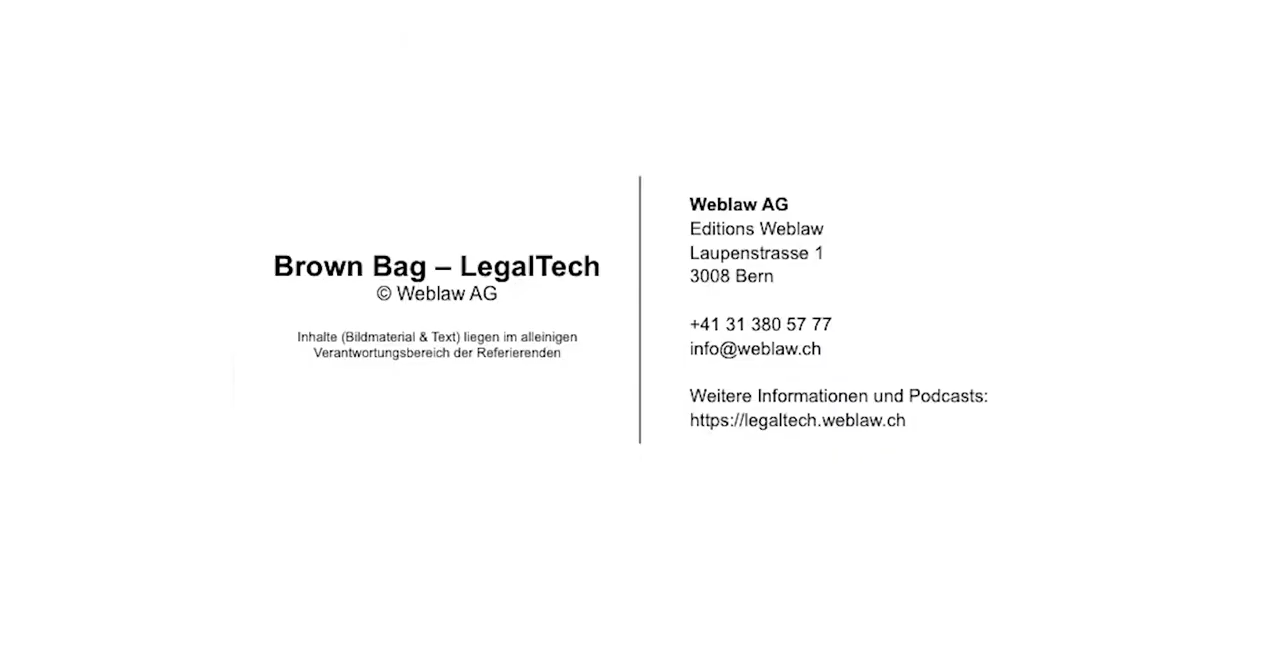 Brown Bag – LegalTech
© Weblaw AG
Inhalte (Bildmaterial & Text) liegen im alleinigen
Verantwortungsbereich der Referierenden
Weblaw AG
Editions Weblaw
Laupenstrasse 1
3008 Bern
+41 31 380 57 77
info@weblaw.ch
Weitere Informationen und Podcasts:
https://legaltech.weblaw.ch